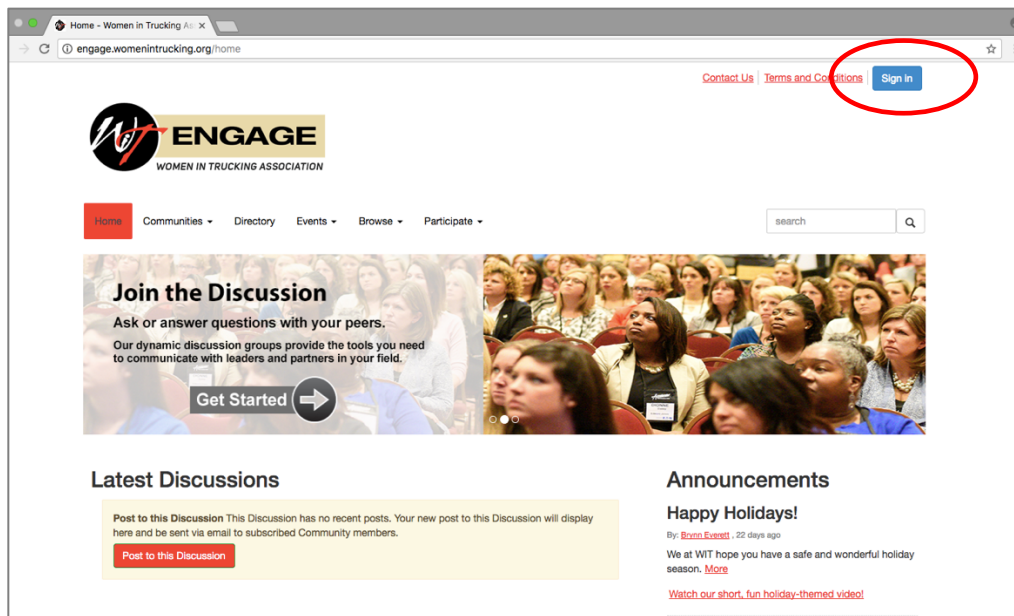 Home - Women in Trucking As
engage.womenintrucking.org/home
Contact Us Terms and Conditions Sign in
WiT ENGAGE
WOMEN IN TRUCKING ASSOCIATION
Home Communities Directory Events Browse Participate search
Join the Discussion
Ask or answer questions with your peers.
Our dynamic discussion groups provide the tools you need
to communicate with leaders and partners in your field.
Get Started
Latest Discussions
Post to this Discussion This Discussion has no recent posts. Your new post to this Discussion will display
here and be sent via email to subscribed Community members.
Post to this Discussion
Announcements
Happy Holidays!
By: Brynn Everett , 22 days ago
We at WIT hope you have a safe and wonderful holiday
season. More
Watch our short, fun holiday-themed video!